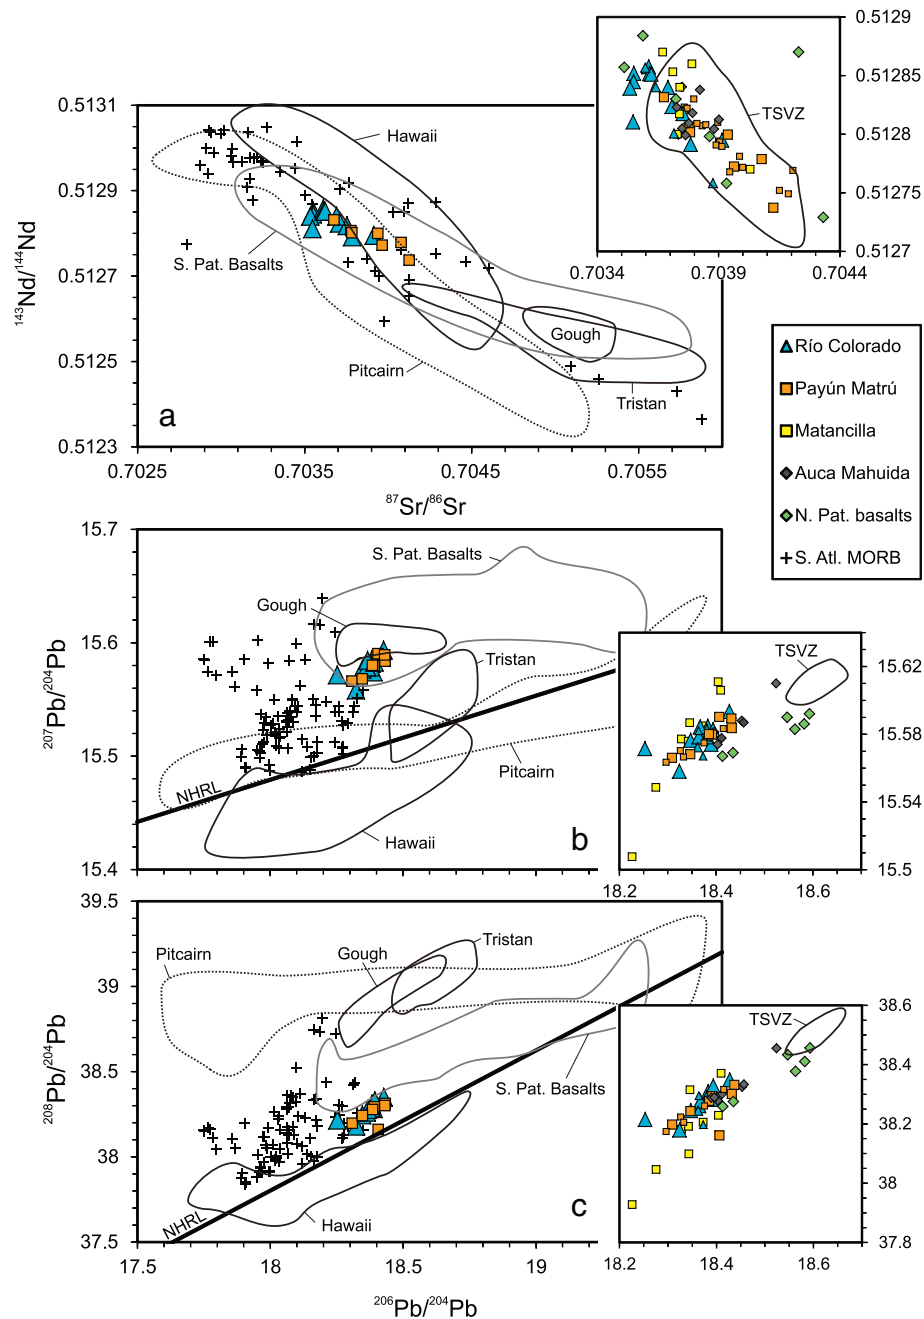 0.5129
0.51285
0.5128
0.51275
0.5127
TSVZ
0.7034
0.7039
0.7044
0.5131
0.5129
0.5127
0.5125
0.5123
143Nd/144Nd
Hawaii
S. Pat. Basalts
Pitcairn
Gough
Tristan
a
0.7025
0.7035
0.7045
0.7055
87Sr/86Sr
Río Colorado
Payún Matrú
Matancilla
Auca Mahuida
N. Pat. basalts
S. Atl. MORB
15.7
15.6
15.5
15.4
207Pb/204Pb
S. Pat. Basalts
Gough
Tristan
Pitcairn
NHRL
Hawaii
b
TSVZ
15.62
15.58
15.54
15.5
18.2
18.4
18.6
39.5
39
38.5
38
37.5
208Pb/204Pb
Pitcairn
Gough
Tristan
S. Pat. Basalts
NHRL
Hawaii
c
TSVZ
38.6
38.4
38.2
38
37.8
18.2
18.4
18.6
17.5
18
18.5
19
206Pb/204Pb